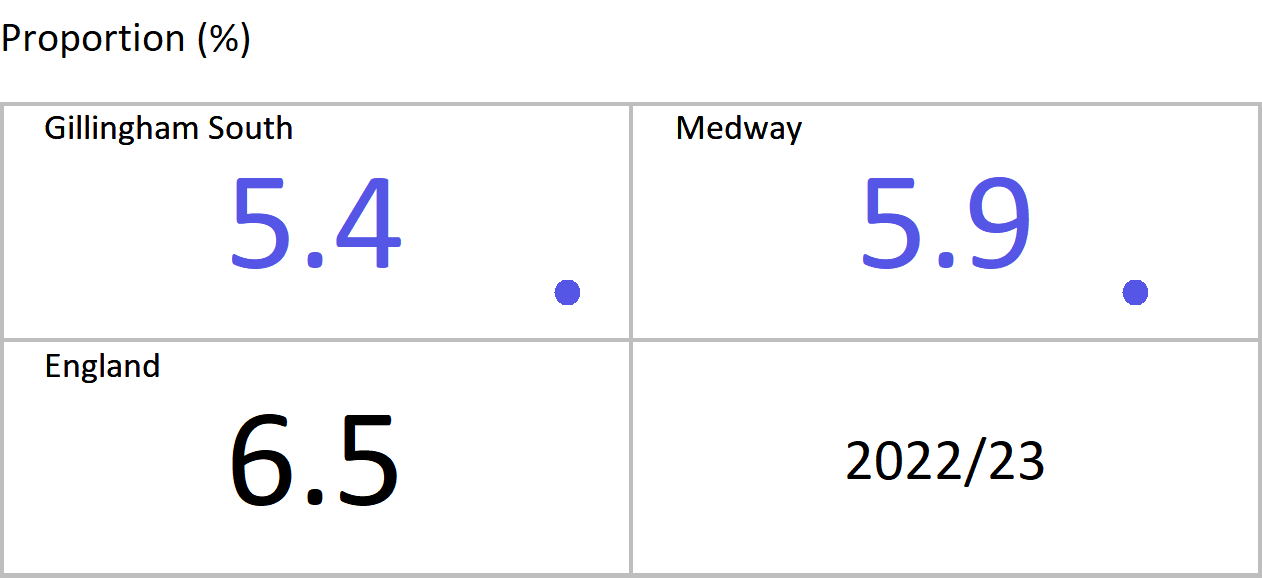 Proportion (%)
Gillingham South
5.4
Medway
5.9
England
6.5
2022/23